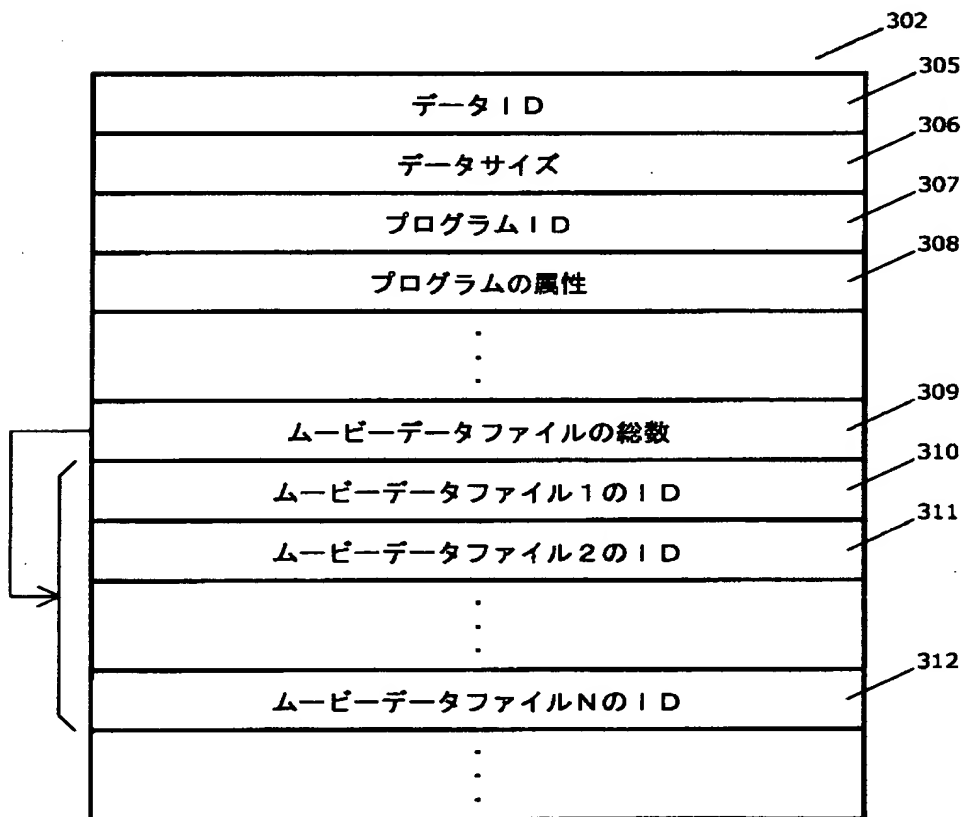 302
データID
305
データサイズ
306
プログラムID
307
プログラムの属性
308
ムービーデータファイルの総数
309
ムービーデータファイル1のID
310
ムービーデータファイル2のID
311
ムービーデータファイルNのID
312